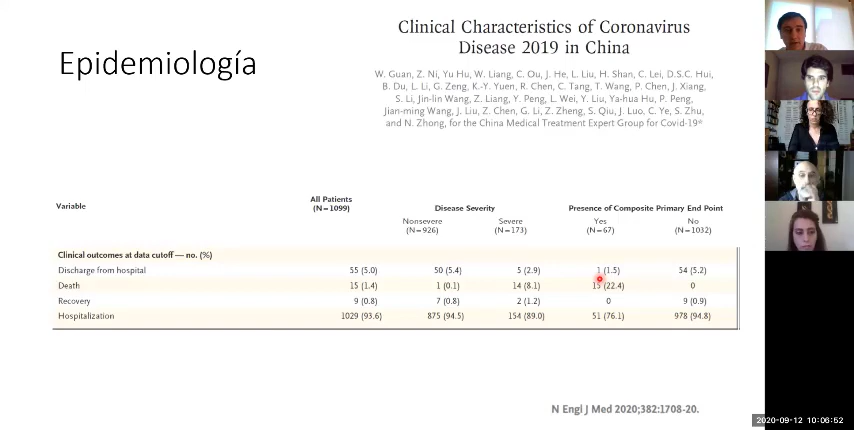 Epidemiología
Clinical Characteristics of Coronavirus
Disease 2019 in China
W. Guan, Z. Ni, Yu Hu, W. Liang, C. Ou, J. He, L. Liu, H. Shan, C. Lei, D.S.C. Hui,
B. Du, L. Li, G. Zeng, K.-Y. Yuen, R. Chen, C. Tang, T. Wang, P. Chen, J. Xiang,
S. Li, Jin-lin Wang, Z. Liang, Y. Peng, L. Wei, Y. Liu, Ya-hua Hu, P. Peng,
Jian-ming Wang, J. Liu, Z. Chen, G. Li, Z. Zheng, S. Qiu, J. Luo, C. Ye, S. Zhu,
and N. Zhong, for the China Medical Treatment Expert Group for Covid-19*
Variable All Patients (N=1099) Disease Severity Presence of Composite Primary End Point
Nonsevere (N=926) Severe (N=173) Yes (N=67) No (N=1032)
Clinical outcomes at data cutoff — no. (%)
Discharge from hospital 55 (5.0) 50 (5.4) 5 (2.9) 1 (1.5) 54 (5.2)
Death 15 (1.4) 1 (0.1) 14 (8.1) 15 (22.4) 0
Recovery 9 (0.8) 7 (0.8) 2 (1.2) 0 9 (0.9)
Hospitalization 1029 (93.6) 875 (94.5) 154 (89.0) 51 (76.1) 978 (94.8)
N Engl J Med 2020;382:1708-20.
2020-09-12 10:06:52